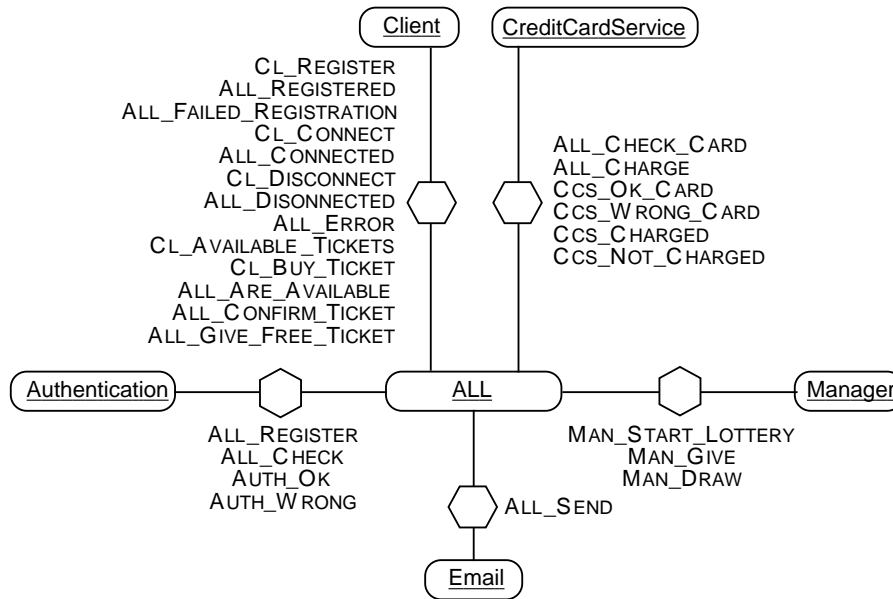 Client
CreditCardService
CL_REGISTER
ALL_REGISTERED
ALL_FAILED_REGISTRATION
CL_CONNECT
ALL_CONNECTED
CL_DISCONNECT
ALL_DISONNECTED
ALL_ERROR
CL_AVAILABLE_TICKETS
CL_BUY_TICKET
ALL_ARE_AVAILABLE
ALL_CONFIRM_TICKET
ALL_GIVE_FREE_TICKET
ALL_CHECK_CARD
ALL_CHARGE
CCS_OK_CARD
CCS_WRONG_CARD
CCS_CHARGED
CCS_NOT_CHARGED
Authentication
ALL
Manager
ALL_REGISTER
ALL_CHECK
AUTH_OK
AUTH_WRONG
MAN_START_LOTTERY
MAN_GIVE
MAN_DRAW
ALL_SEND
Email